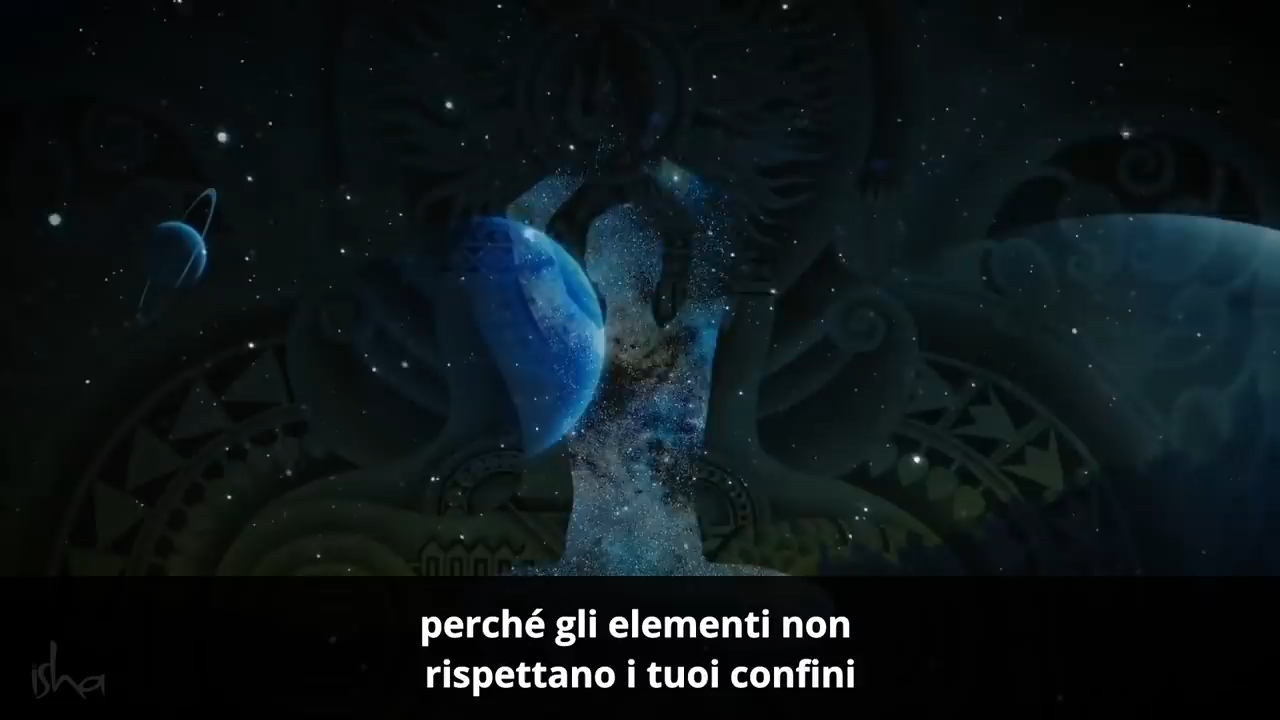 perché gli elementi non
rispettano i tuoi confini
isha